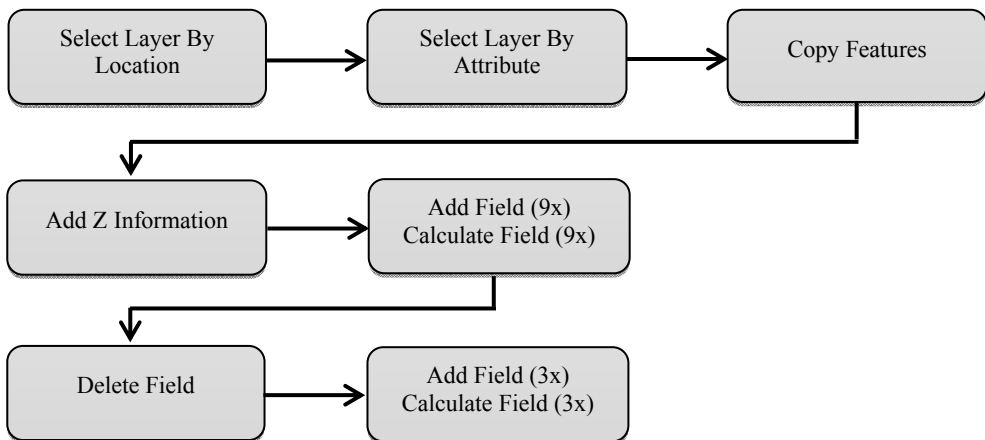 Select Layer By
Location
Select Layer By
Attribute
Copy Features
Add Z Information
Add Field (9x)
Calculate Field (9x)
Delete Field
Add Field (3x)
Calculate Field (3x)